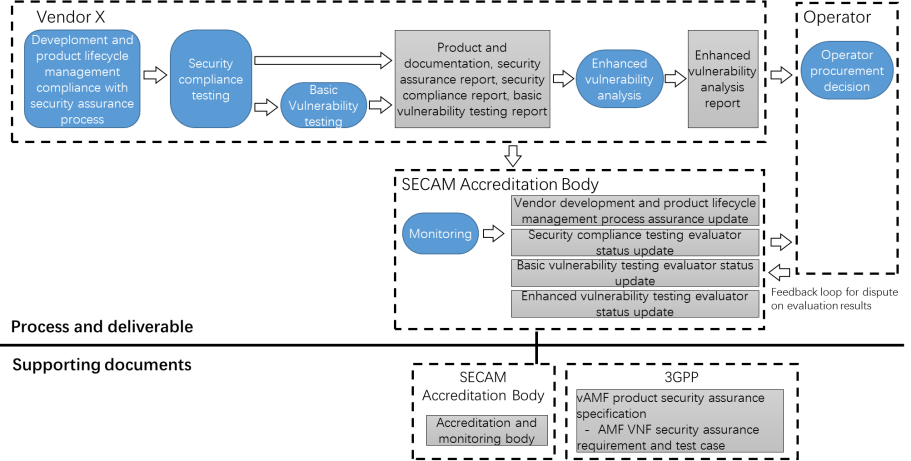 Vendor X
Deveploment and
product lifecycle
management
compliance with
security assurance
process
Security
compliance
testing
Basic
Vulnerability
testing
Product and
documentation, security
assurance report, security
compliance report, basic
vulnerability testing report
Enhanced
vulnerability
analysis
Enhanced
vulnerability
analysis
report
Operator
Operator
procurement
decision
SECAM Accreditation Body
Monitoring
Vendor development and product lifecycle
management process assurance update
Security compliance testing evaluator
status update
Basic vulnerability testing evaluator status
update
Enhanced vulnerability testing evaluator
status update
Feedback loop for dispute
on evaluation results
Process and deliverable
Supporting documents
SECAM
Accreditation Body
Accreditation and
monitoring body
3GPP
vAMF product security assurance
specification
- AMF VNF security assurance
requirement and test case